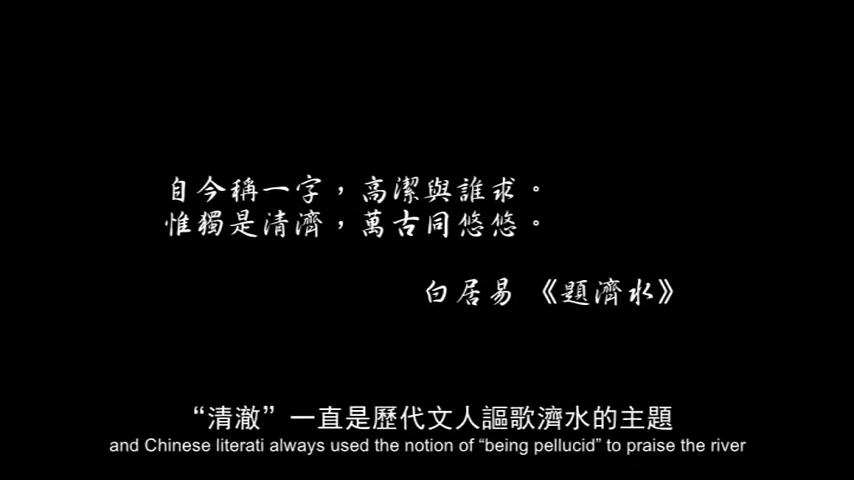 自今稱一字，高潔與誰求。
惟獨是清濟，萬古同悠悠。
白居易 《題濟水》
“清澈”一直是歷代文人謳歌濟水的主題
and Chinese literati always used the notion of “being pellucid” to praise the river